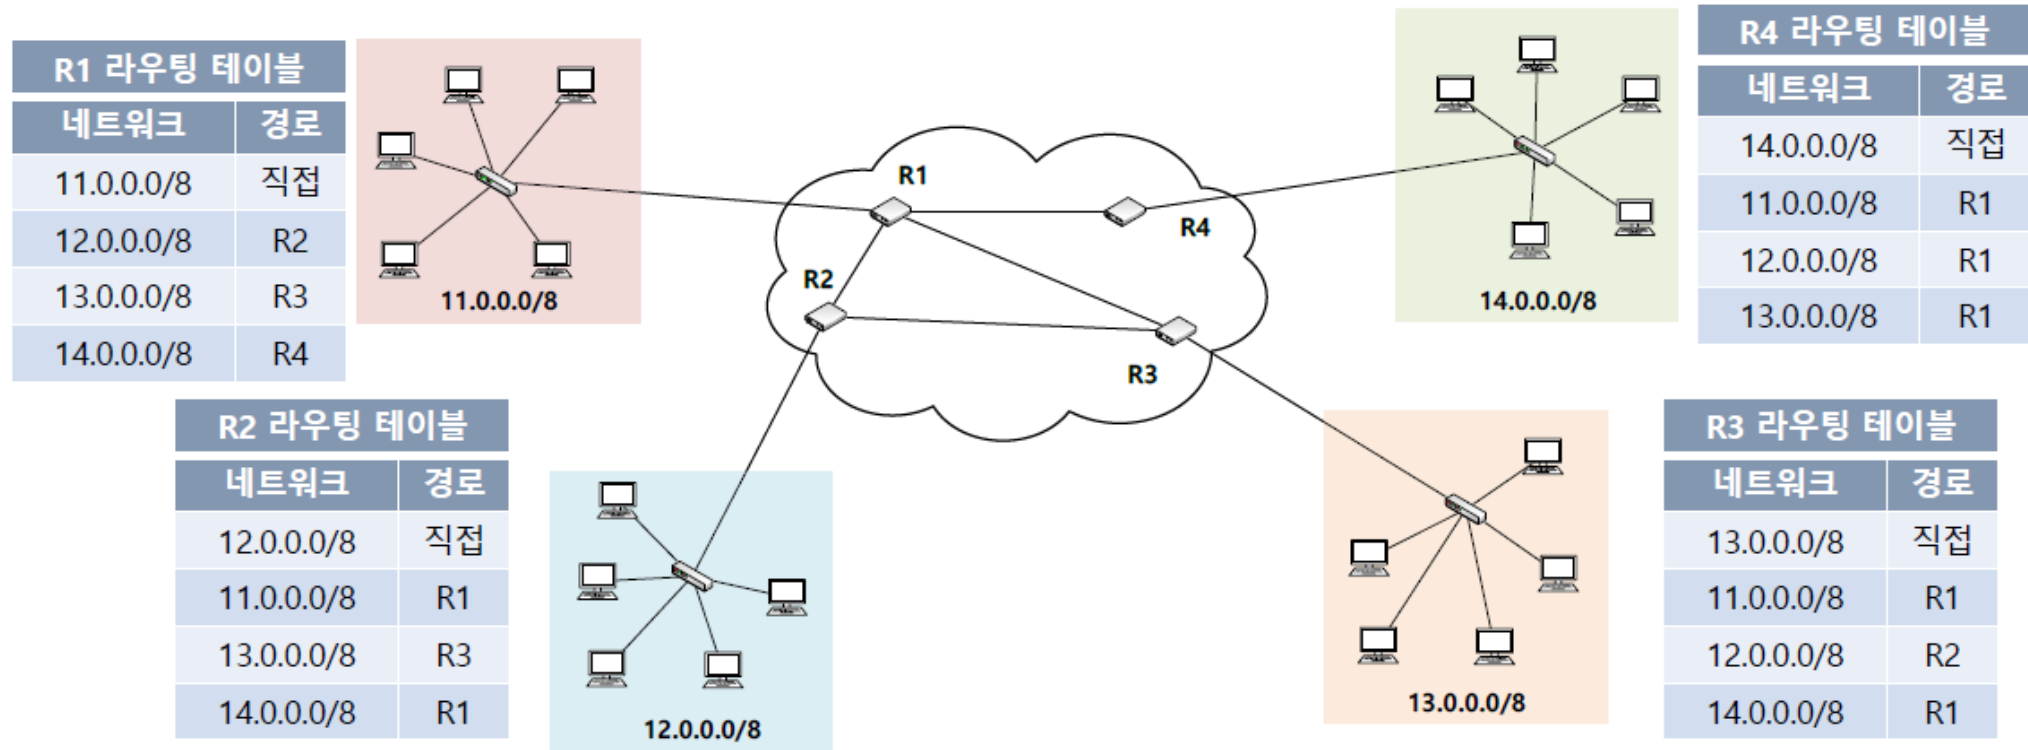 R1 라우팅 테이블
네트워크 경로
11.0.0.0/8 직접
12.0.0.0/8 R2
13.0.0.0/8 R3
14.0.0.0/8 R4
11.0.0.0/8
R1
R4
R2
R3
14.0.0.0/8
R4 라우팅 테이블
네트워크 경로
14.0.0.0/8 직접
11.0.0.0/8 R1
12.0.0.0/8 R1
13.0.0.0/8 R1
R2 라우팅 테이블
네트워크 경로
12.0.0.0/8 직접
11.0.0.0/8 R1
13.0.0.0/8 R3
14.0.0.0/8 R1
12.0.0.0/8
13.0.0.0/8
R3 라우팅 테이블
네트워크 경로
13.0.0.0/8 직접
11.0.0.0/8 R1
12.0.0.0/8 R2
14.0.0.0/8 R1